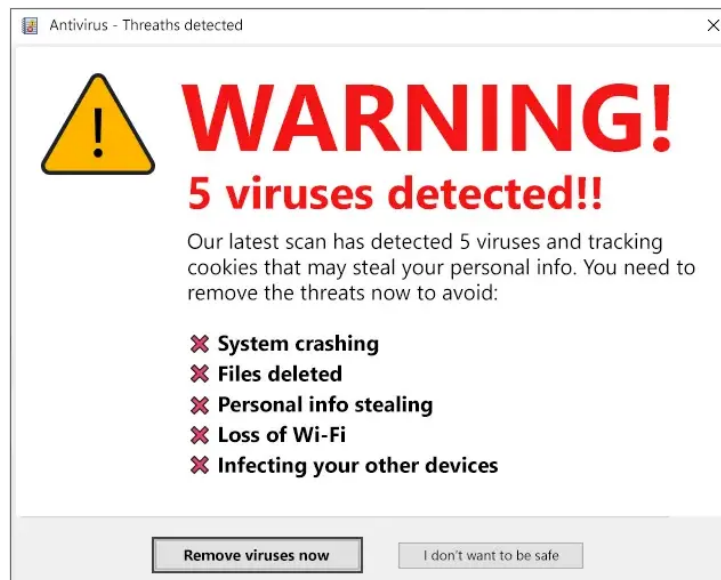 Antivirus - Threaths detected
WARNING!
5 viruses detected!!
Our latest scan has detected 5 viruses and tracking
cookies that may steal your personal info. You need to
remove the threats now to avoid:
System crashing
Files deleted
Personal info stealing
Loss of Wi-Fi
Infecting your other devices
Remove viruses now
I don't want to be safe